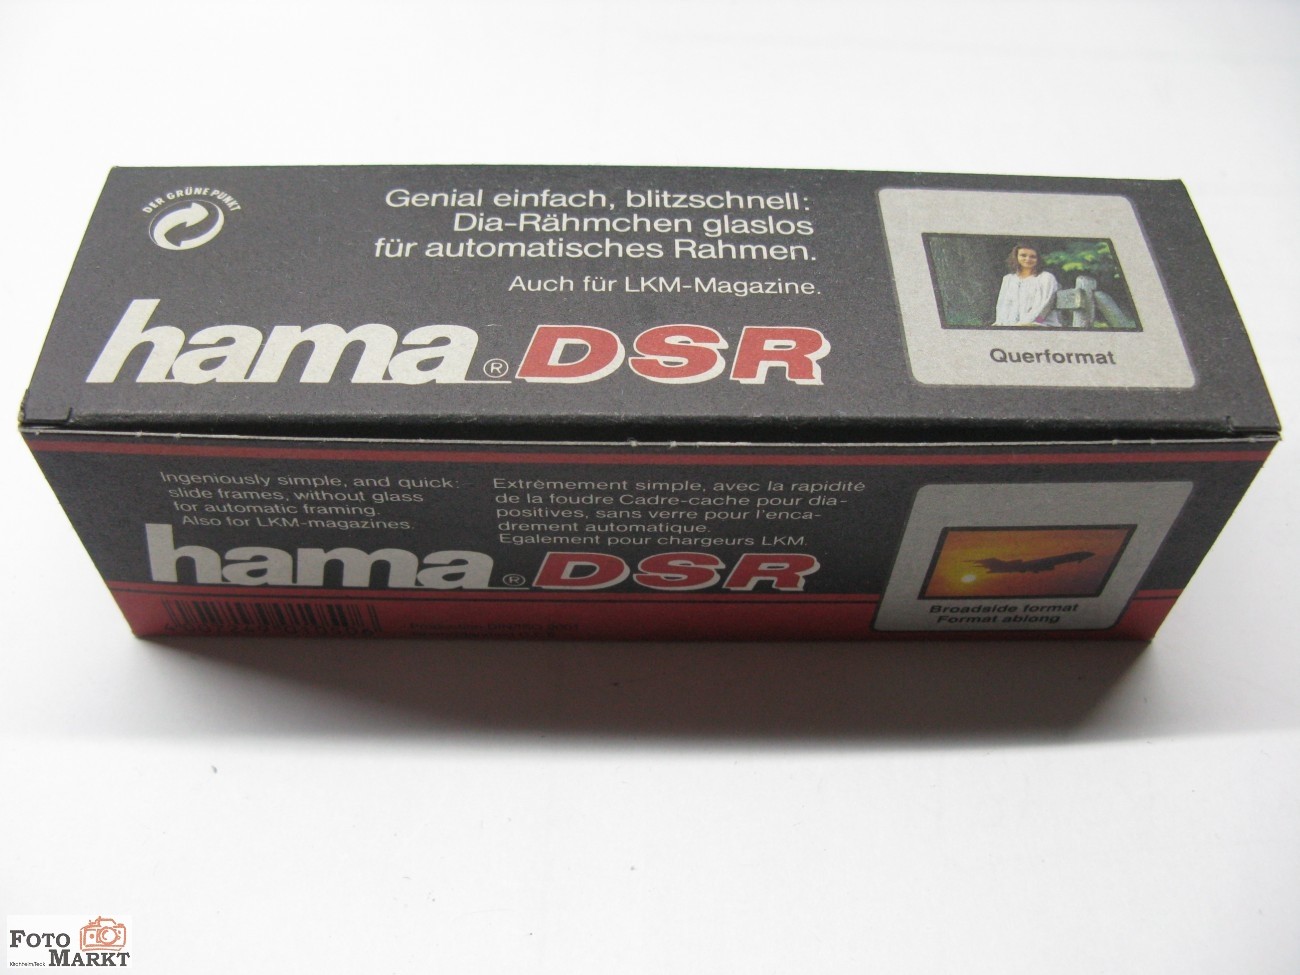 DER GRÜNE PUNKT
Genial einfach, blitzschnell:
Dia-Rähmchen glaslos
für automatisches Rahmen.
Auch für LKM-Magazine.
hama® DSR
Querformat
Ingeniously simple, and quick:
slide frames, without glass
for automatic framing.
Also for LKM-magazines.
Extrèmement simple, avec la rapidité
de la foudre Cadre-cache pour dia-
positives, sans verre pour l'enca-
drement automatique.
Egalement pour chargeurs LKM.
hama® DSR
Broadside format
Format ablong
FOTO
MARKT
Kirchheim/Teck